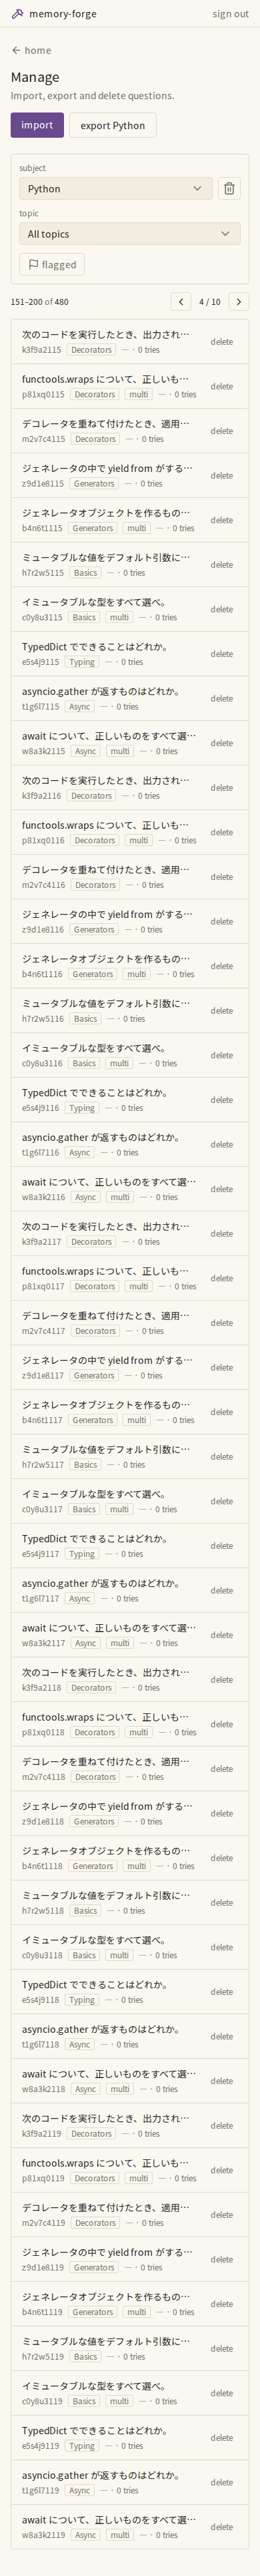 memory-forge sign out
← home
Manage
Import, export and delete questions.
import export Python
subject
Python
topic
All topics
flagged
151–200 of 480 4 / 10
次のコードを実行したとき、出力され…
k3f9a2115 Decorators — · 0 tries delete
functools.wraps について、正しいも…
p81xq0115 Decorators multi — · 0 tries delete
デコレータを重ねて付けたとき、適用…
m2v7c4115 Decorators — · 0 tries delete
ジェネレータの中で yield from がする…
z9d1e8115 Generators — · 0 tries delete
ジェネレータオブジェクトを作るもの…
b4n6t1115 Generators multi — · 0 tries delete
ミュータブルな値をデフォルト引数に…
h7r2w5115 Basics — · 0 tries delete
イミュータブルな型をすべて選べ。
c0y8u3115 Basics multi — · 0 tries delete
TypedDict でできることはどれか。
e5s4j9115 Typing — · 0 tries delete
asyncio.gather が返すものはどれか。
t1g6l7115 Async — · 0 tries delete
await について、正しいものをすべて選…
w8a3k2115 Async multi — · 0 tries delete
次のコードを実行したとき、出力され…
k3f9a2116 Decorators — · 0 tries delete
functools.wraps について、正しいも…
p81xq0116 Decorators multi — · 0 tries delete
デコレータを重ねて付けたとき、適用…
m2v7c4116 Decorators — · 0 tries delete
ジェネレータの中で yield from がする…
z9d1e8116 Generators — · 0 tries delete
ジェネレータオブジェクトを作るもの…
b4n6t1116 Generators multi — · 0 tries delete
ミュータブルな値をデフォルト引数に…
h7r2w5116 Basics — · 0 tries delete
イミュータブルな型をすべて選べ。
c0y8u3116 Basics multi — · 0 tries delete
TypedDict でできることはどれか。
e5s4j9116 Typing — · 0 tries delete
asyncio.gather が返すものはどれか。
t1g6l7116 Async — · 0 tries delete
await について、正しいものをすべて選…
w8a3k2116 Async multi — · 0 tries delete
次のコードを実行したとき、出力され…
k3f9a2117 Decorators — · 0 tries delete
functools.wraps について、正しいも…
p81xq0117 Decorators multi — · 0 tries delete
デコレータを重ねて付けたとき、適用…
m2v7c4117 Decorators — · 0 tries delete
ジェネレータの中で yield from がする…
z9d1e8117 Generators — · 0 tries delete
ジェネレータオブジェクトを作るもの…
b4n6t1117 Generators multi — · 0 tries delete
ミュータブルな値をデフォルト引数に…
h7r2w5117 Basics — · 0 tries delete
イミュータブルな型をすべて選べ。
c0y8u3117 Basics multi — · 0 tries delete
TypedDict でできることはどれか。
e5s4j9117 Typing — · 0 tries delete
asyncio.gather が返すものはどれか。
t1g6l7117 Async — · 0 tries delete
await について、正しいものをすべて選…
w8a3k2117 Async multi — · 0 tries delete
次のコードを実行したとき、出力され…
k3f9a2118 Decorators — · 0 tries delete
functools.wraps について、正しいも…
p81xq0118 Decorators multi — · 0 tries delete
デコレータを重ねて付けたとき、適用…
m2v7c4118 Decorators — · 0 tries delete
ジェネレータの中で yield from がする…
z9d1e8118 Generators — · 0 tries delete
ジェネレータオブジェクトを作るもの…
b4n6t1118 Generators multi — · 0 tries delete
ミュータブルな値をデフォルト引数に…
h7r2w5118 Basics — · 0 tries delete
イミュータブルな型をすべて選べ。
c0y8u3118 Basics multi — · 0 tries delete
TypedDict でできることはどれか。
e5s4j9118 Typing — · 0 tries delete
asyncio.gather が返すものはどれか。
t1g6l7118 Async — · 0 tries delete
await について、正しいものをすべて選…
w8a3k2118 Async multi — · 0 tries delete
次のコードを実行したとき、出力され…
k3f9a2119 Decorators — · 0 tries delete
functools.wraps について、正しいも…
p81xq0119 Decorators multi — · 0 tries delete
デコレータを重ねて付けたとき、適用…
m2v7c4119 Decorators — · 0 tries delete
ジェネレータの中で yield from がする…
z9d1e8119 Generators — · 0 tries delete
ジェネレータオブジェクトを作るもの…
b4n6t1119 Generators multi — · 0 tries delete
ミュータブルな値をデフォルト引数に…
h7r2w5119 Basics — · 0 tries delete
イミュータブルな型をすべて選べ。
c0y8u3119 Basics multi — · 0 tries delete
TypedDict でできることはどれか。
e5s4j9119 Typing — · 0 tries delete
asyncio.gather が返すものはどれか。
t1g6l7119 Async — · 0 tries delete
await について、正しいものをすべて選…
w8a3k2119 Async multi — · 0 tries delete